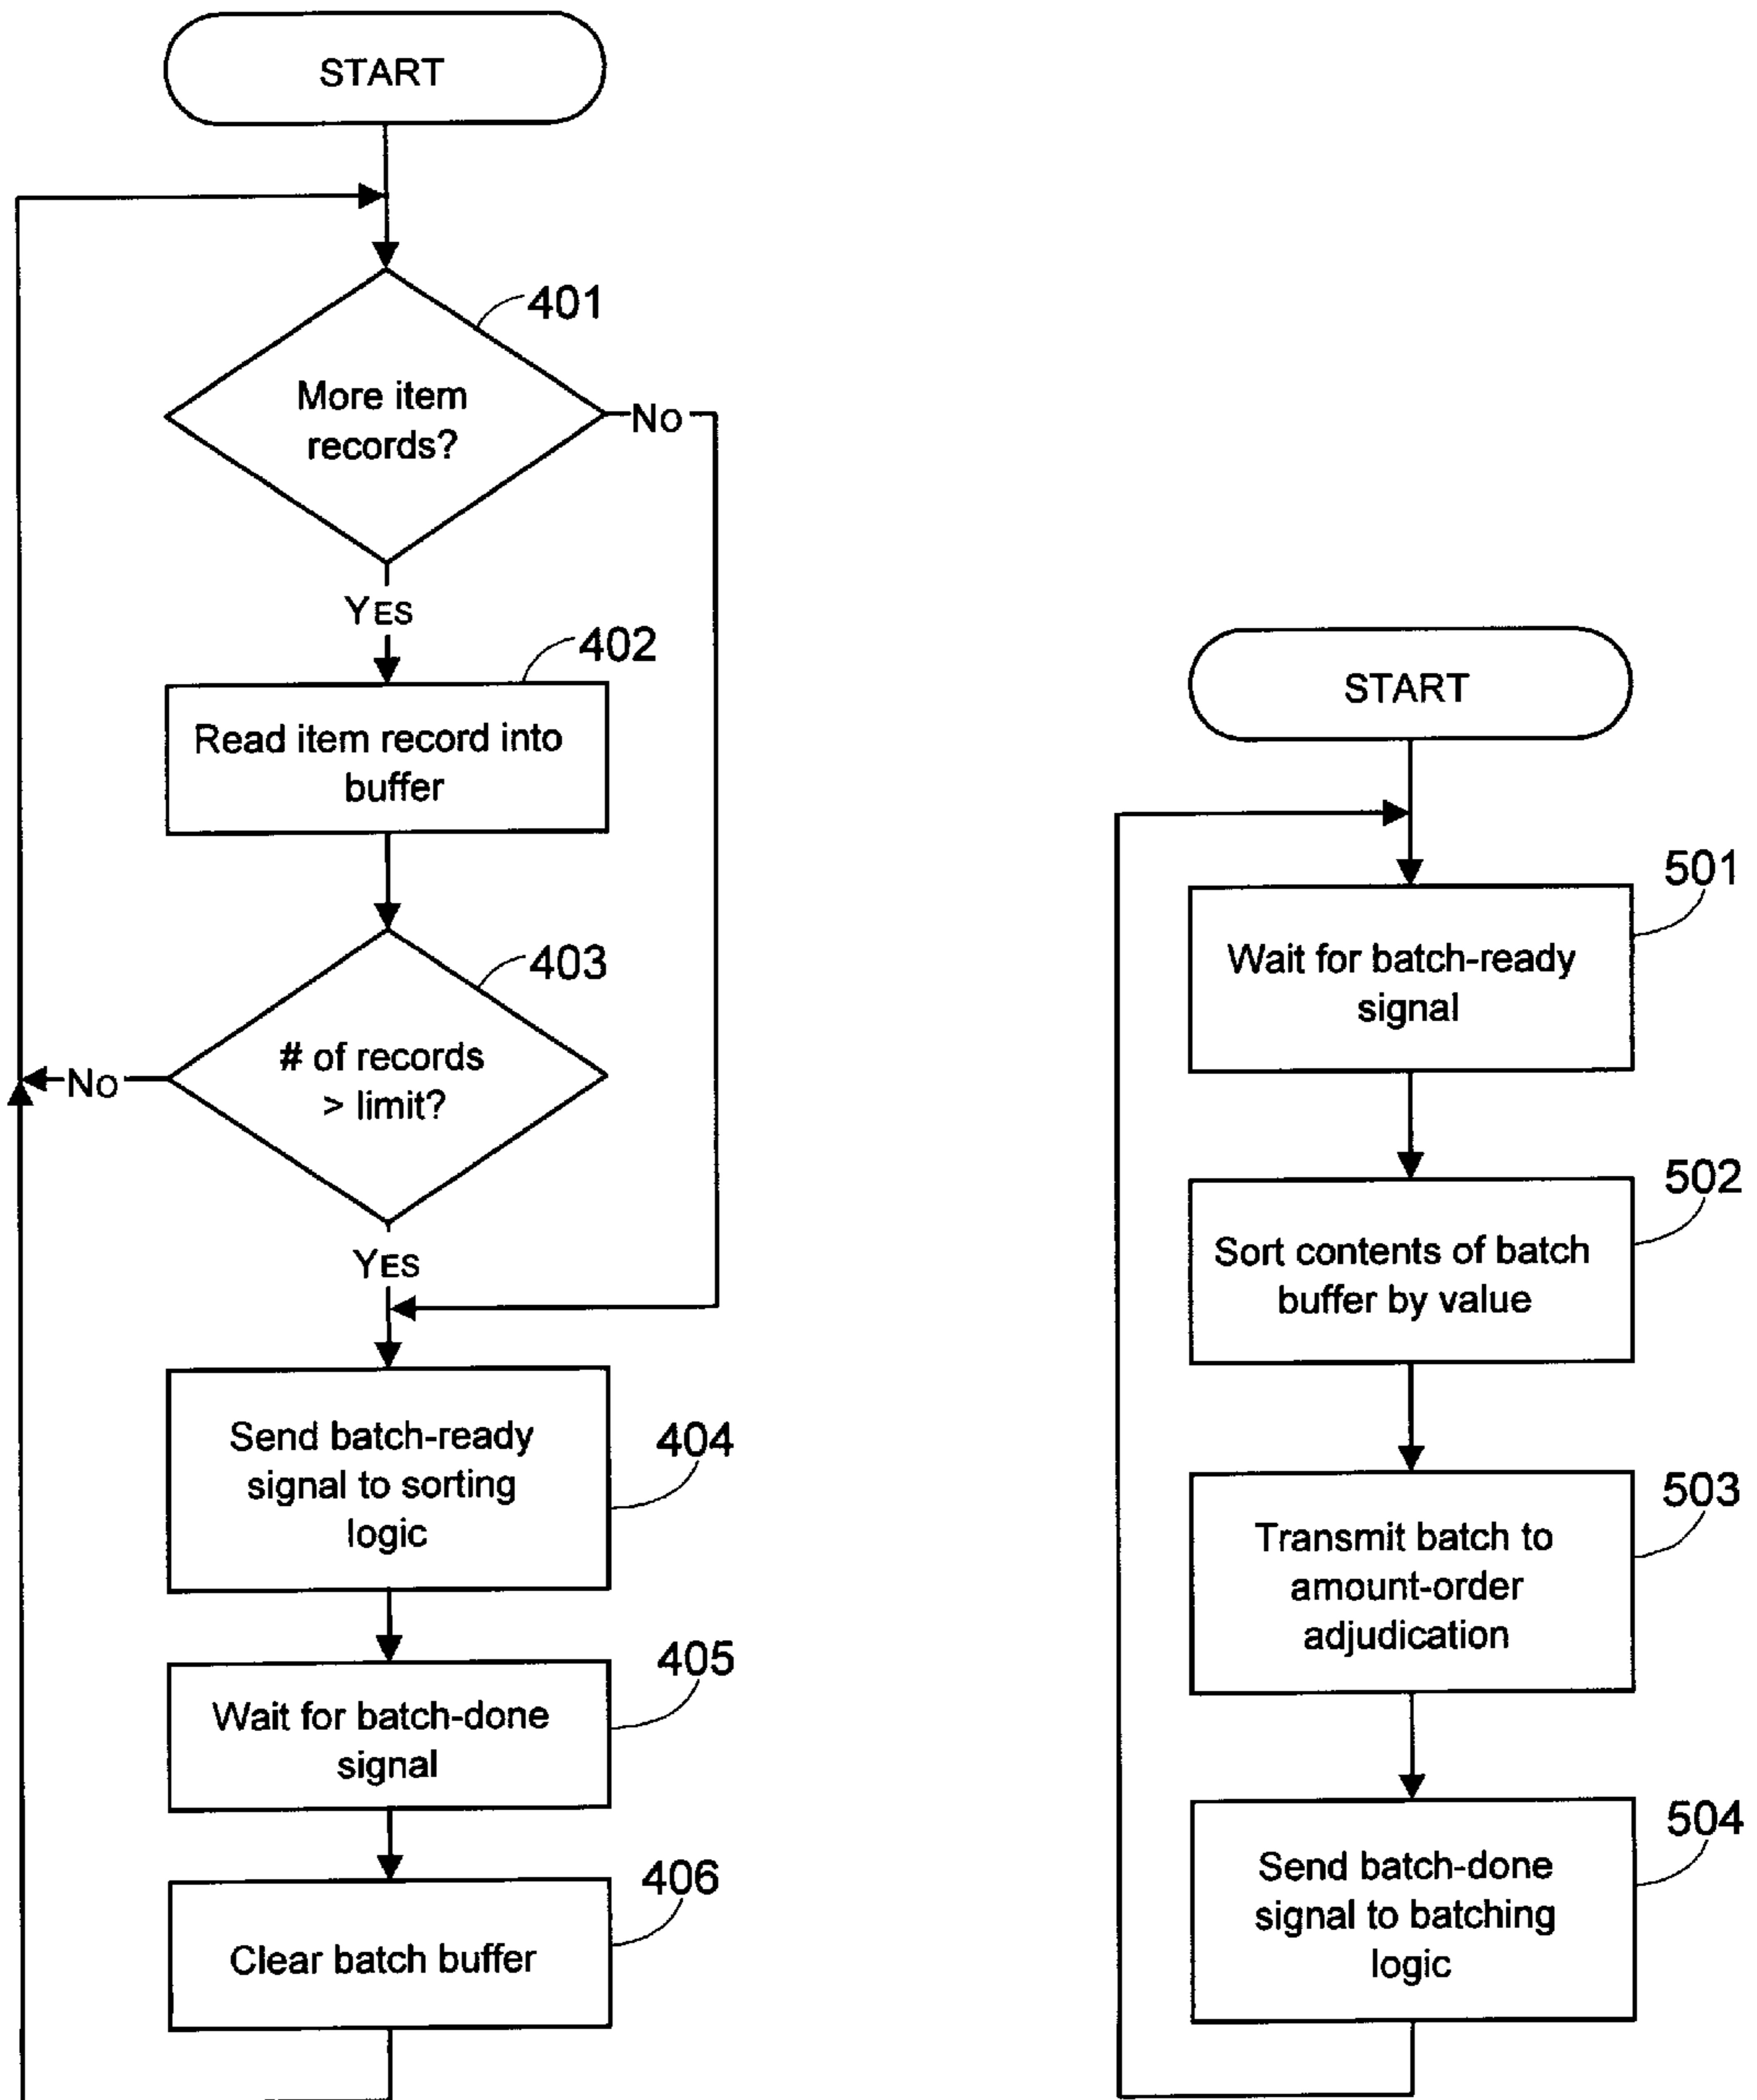 START
401
More item
records?
No
YES
402
Read item record into
buffer
403
# of records
> limit?
No
YES
Send batch-ready
signal to sorting
logic
404
405
Wait for batch-done
signal
406
Clear batch buffer
START
501
Wait for batch-ready
signal
502
Sort contents of batch
buffer by value
503
Transmit batch to
amount-order
adjudication
504
Send batch-done
signal to batching
logic